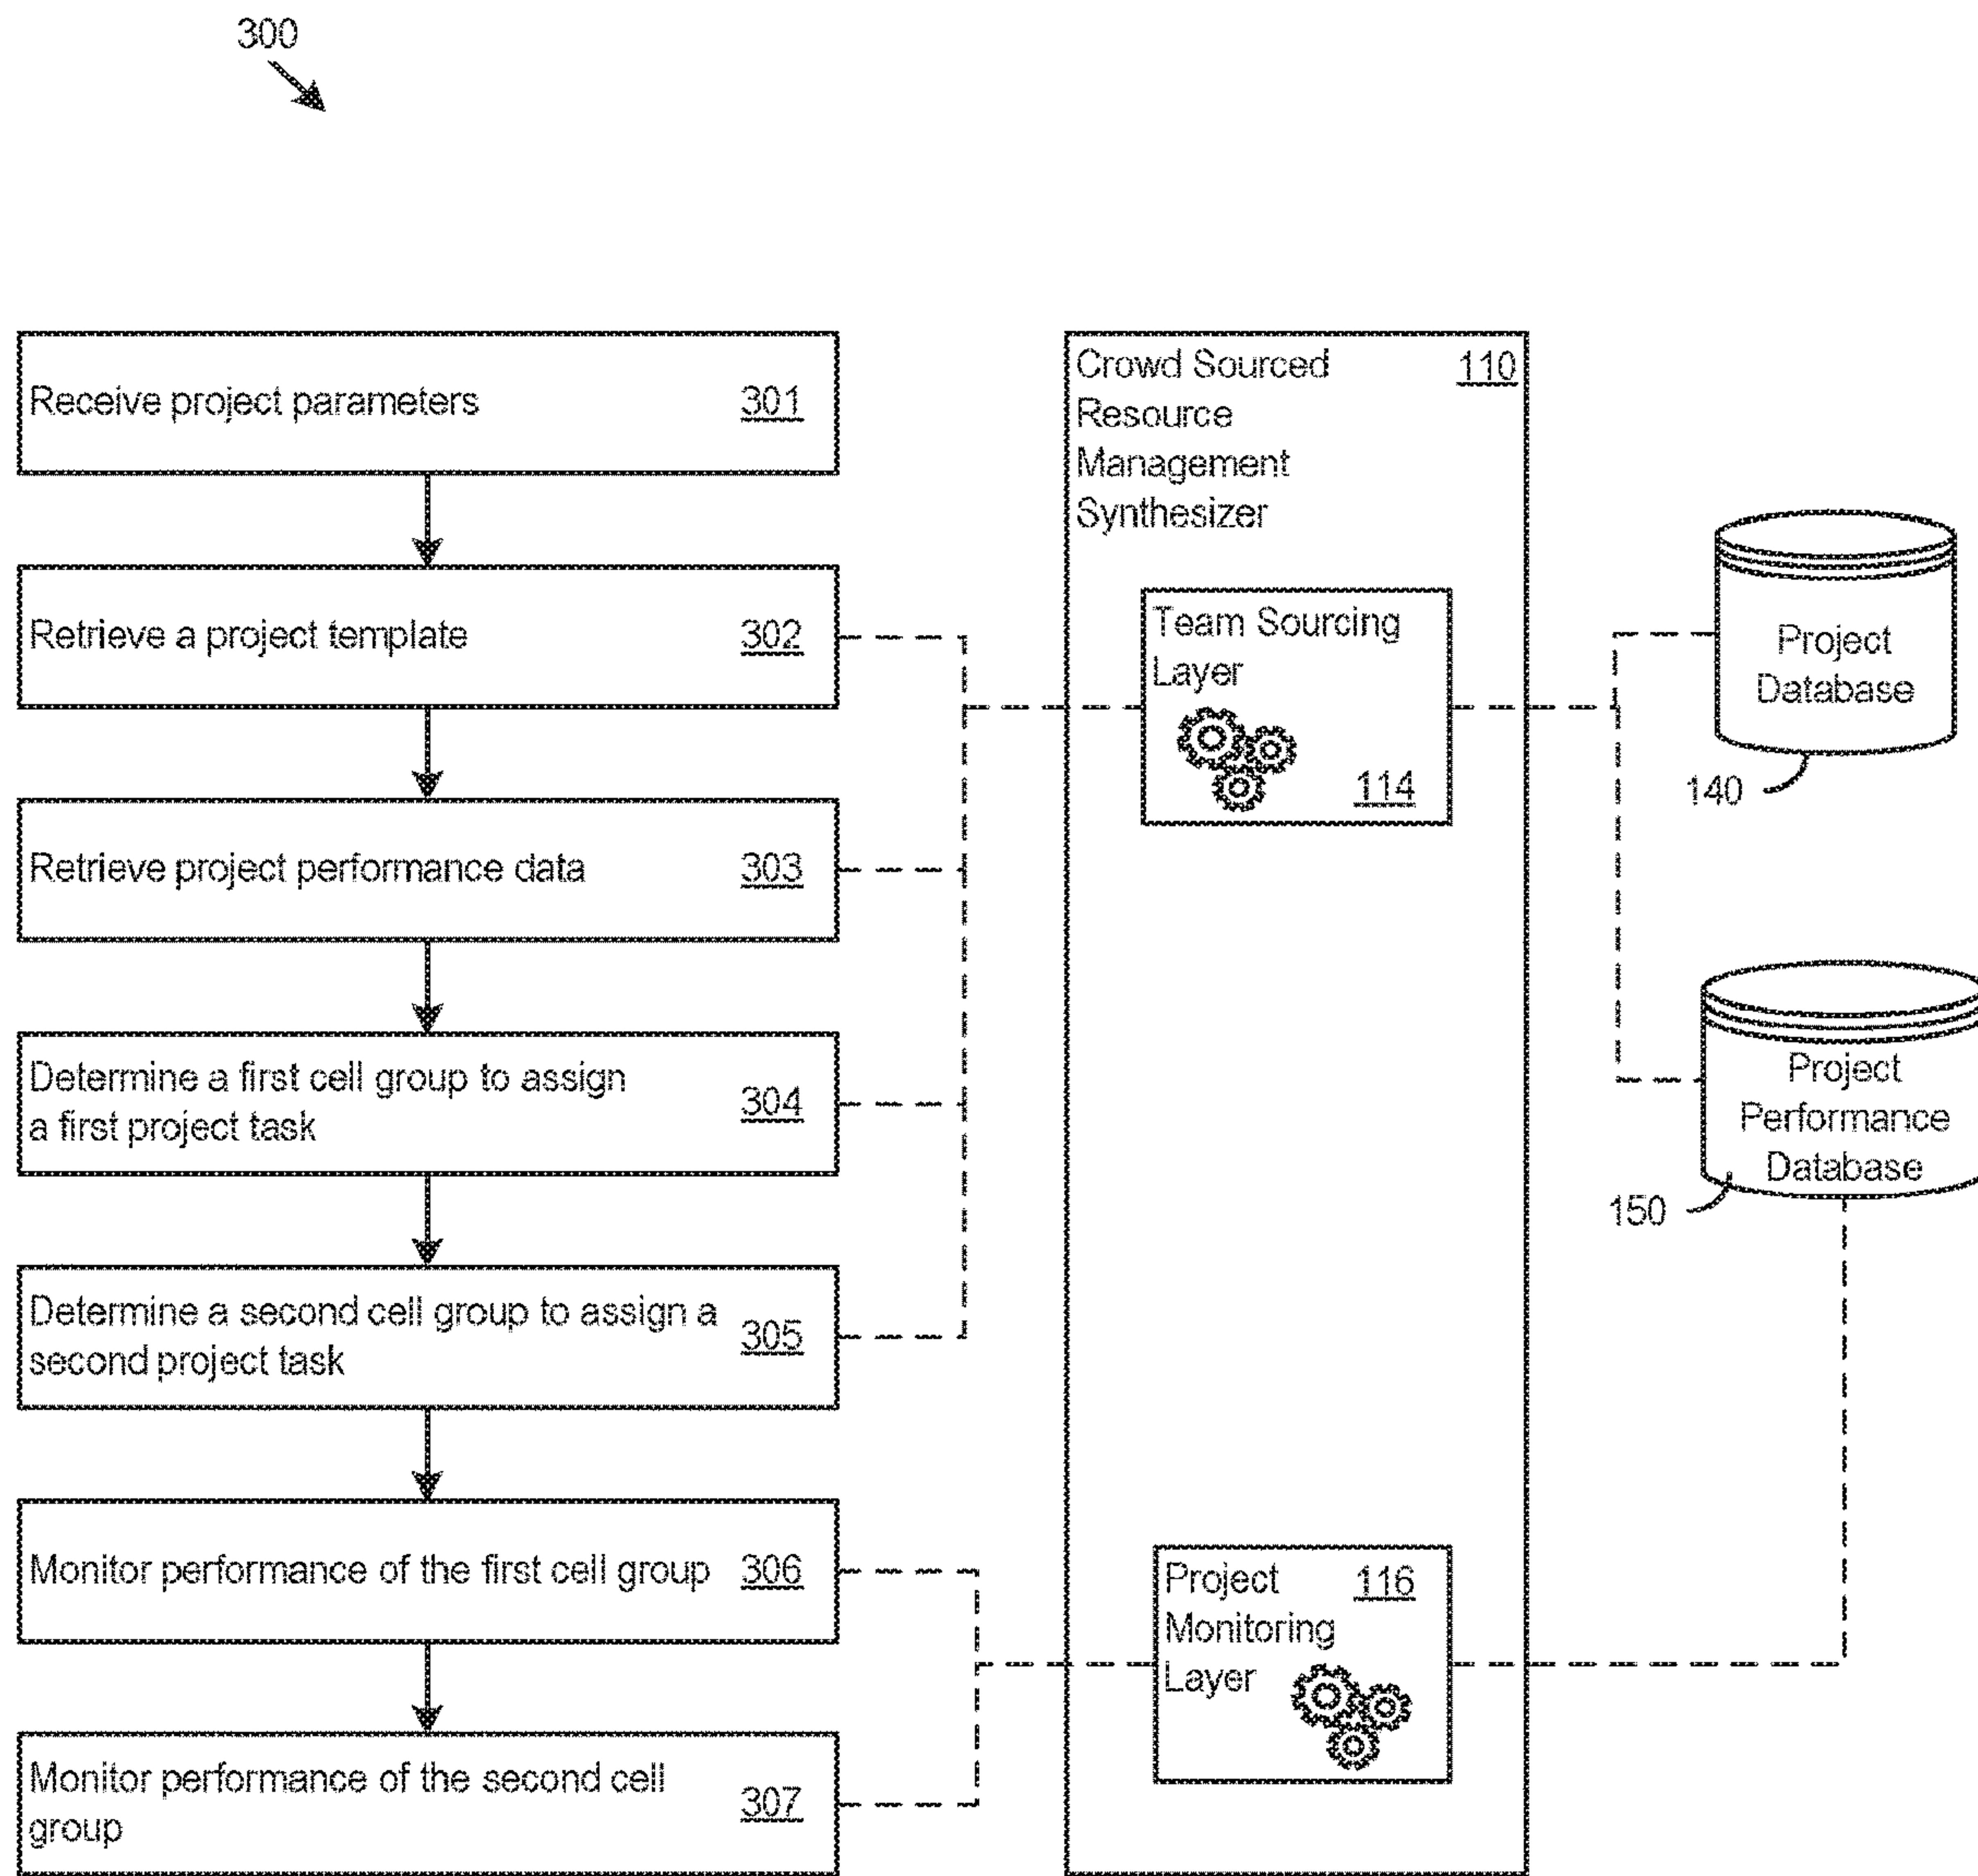 300
Receive project parameters 301
Retrieve a project template 302
Retrieve project performance data 303
Determine a first cell group to assign
a first project task
304
Determine a second cell group to assign a
second project task
305
Monitor performance of the first cell group 306
Monitor performance of the second cell
group
307
Crowd Sourced 110
Resource
Management
Synthesizer
Team Sourcing
Layer
114
Project 116
Monitoring
Layer
Project
Database
140
Project
Performance
Database
150